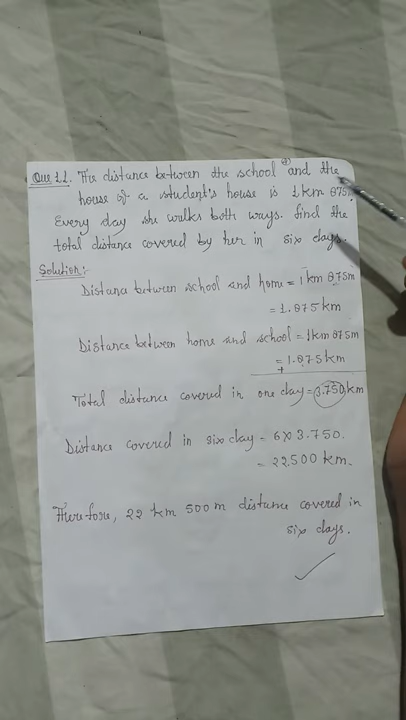 Que 11. The distance between the school and the
house of a student's house is 1 km 875m
Every day she walks both ways. find the
total distance covered by her in six days.
Solution:-
Distance between school and home = 1 km 875m
= 1.875 km
Distance between home and school = 1km 875m
= 1.875 km
+
Total distance covered in one day = 3.750 km
Distance covered in six day = 6 x 3.750.
= 22.500 km.
Therefore, 22 km 500 m distance covered in
six days.